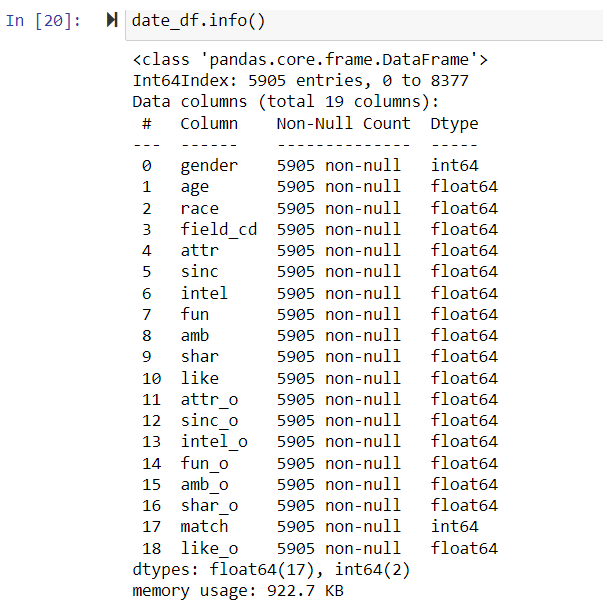 In [20]: date_df.info()
<class 'pandas.core.frame.DataFrame'>
Int64Index: 5905 entries, 0 to 8377
Data columns (total 19 columns):
 #   Column    Non-Null Count  Dtype
---  ------    --------------  -----
 0   gender    5905 non-null   int64
 1   age       5905 non-null   float64
 2   race      5905 non-null   float64
 3   field_cd  5905 non-null   float64
 4   attr      5905 non-null   float64
 5   sinc      5905 non-null   float64
 6   intel     5905 non-null   float64
 7   fun       5905 non-null   float64
 8   amb       5905 non-null   float64
 9   shar      5905 non-null   float64
 10  like      5905 non-null   float64
 11  attr_o    5905 non-null   float64
 12  sinc_o    5905 non-null   float64
 13  intel_o   5905 non-null   float64
 14  fun_o     5905 non-null   float64
 15  amb_o     5905 non-null   float64
 16  shar_o    5905 non-null   float64
 17  match     5905 non-null   int64
 18  like_o    5905 non-null   float64
dtypes: float64(17), int64(2)
memory usage: 922.7 KB